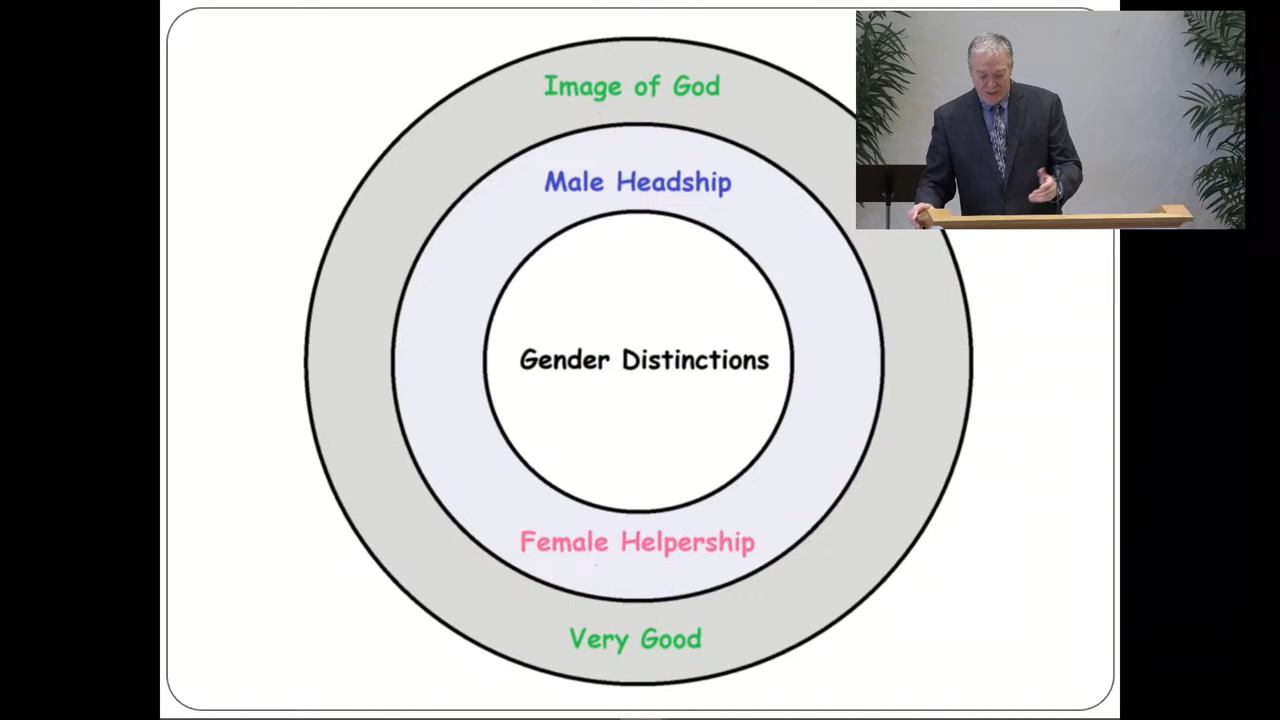 Image of God
Male Headship
Gender Distinctions
Female Helpership
Very Good